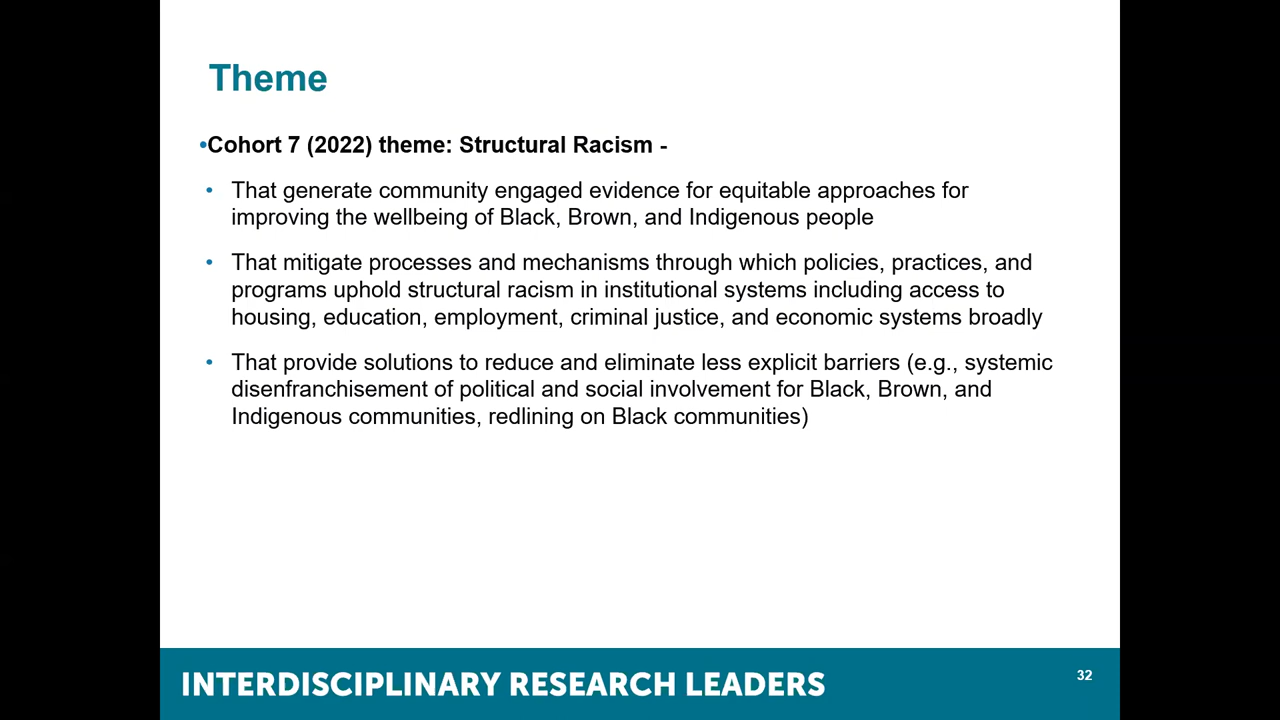 Theme
•Cohort 7 (2022) theme: Structural Racism -
• That generate community engaged evidence for equitable approaches for
improving the wellbeing of Black, Brown, and Indigenous people
• That mitigate processes and mechanisms through which policies, practices, and
programs uphold structural racism in institutional systems including access to
housing, education, employment, criminal justice, and economic systems broadly
• That provide solutions to reduce and eliminate less explicit barriers (e.g., systemic
disenfranchisement of political and social involvement for Black, Brown, and
Indigenous communities, redlining on Black communities)
INTERDISCIPLINARY RESEARCH LEADERS
32